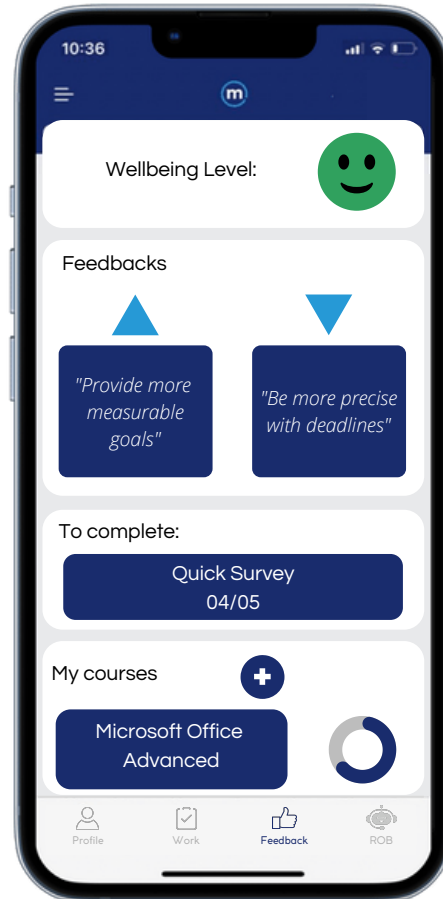 10:36
m
Wellbeing Level:
Feedbacks
"Provide more
measurable
goals"
"Be more precise
with deadlines"
To complete:
Quick Survey
04/05
My courses
Microsoft Office
Advanced
Profile
Work
Feedback
ROB